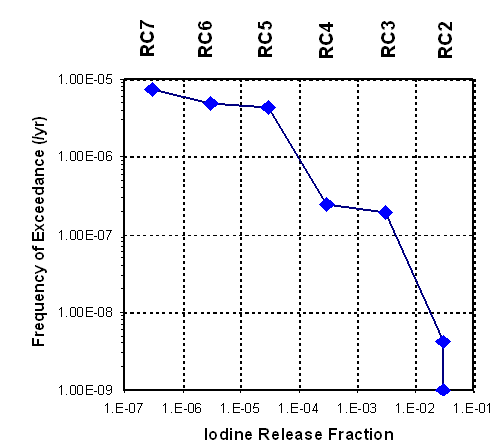 RC7 RC6 RC5 RC4 RC3 RC2
1.00E-05
1.00E-06
1.00E-07
1.00E-08
1.00E-09
Frequency of Exceedance (/yr)
1.E-07 1.E-06 1.E-05 1.E-04 1.E-03 1.E-02 1.E-01
Iodine Release Fraction